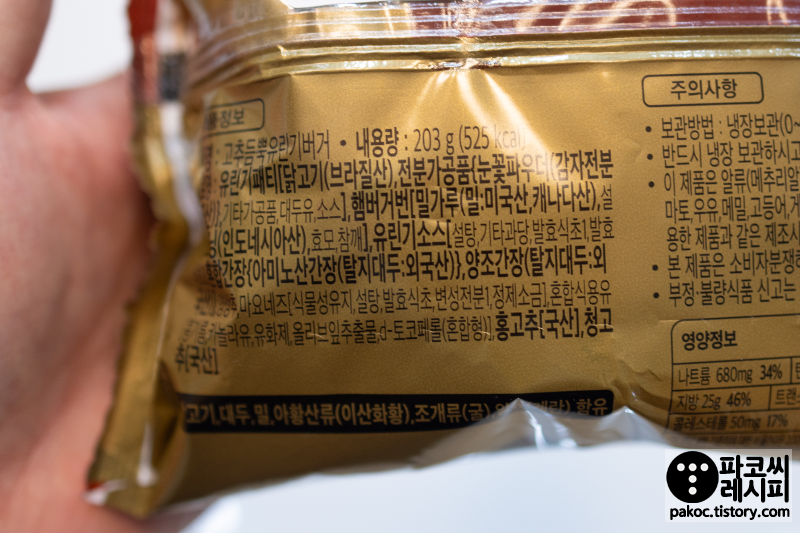 정보
: 고추듬뿍유린기버거 • 내용량 : 203 g (525 kcal)
유린기패티[닭고기(브라질산),전분가공품(눈꽃파우더(감자전분
기타가공품,대두유,소스],햄버거번[밀가루(밀:미국산,캐나다산),설
(인도네시아산),효모,참깨],유린기소스[설탕,기타과당,발효식초1,발효
혼합간장{아미노산간장(탈지대두:외국산)},양조간장(탈지대두:외
마요네즈[식물성유지,설탕,발효식초,변성전분1,정제소금],혼합식용유
카놀라유,유화제,올리브잎추출물,d-토코페롤(혼합형)],홍고추[국산],청고
추[국산]
고기,대두,밀,아황산류(이산화황),조개류(굴) 함유
주의사항
• 보관방법 : 냉장보관(0~
• 반드시 냉장 보관하시고
• 이 제품은 알류(메추리알
마토,우유,메밀,고등어,게
용한 제품과 같은 제조시
• 본 제품은 소비자분쟁
• 부정·불량식품 신고는
영양정보
나트륨 680mg 34%
지방 25g 46% 트랜
콜레스테롤 50mg 17%
파코씨
레시피
pakoc.tistory.com